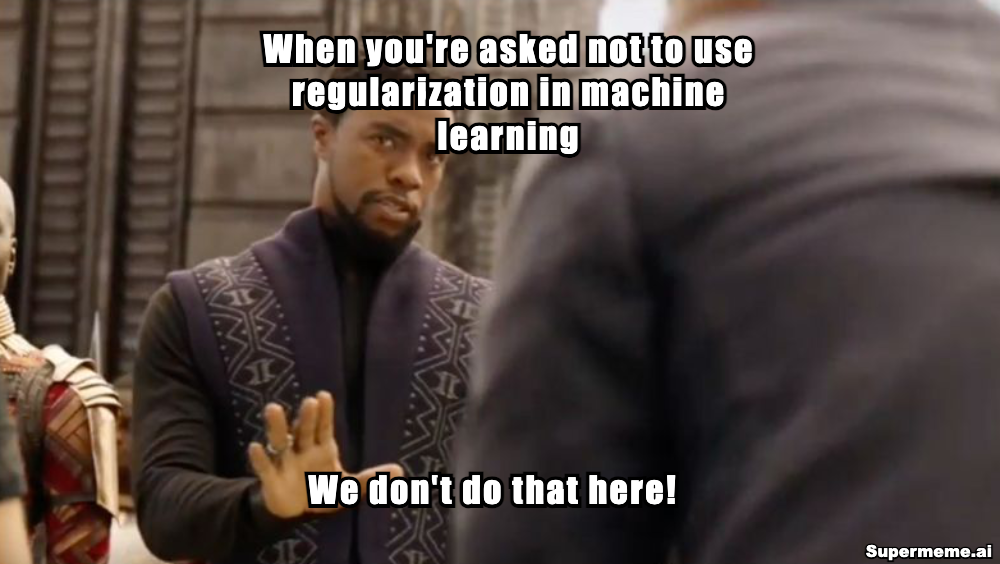 When you're asked not to use
regularization in machine
learning
We don't do that here!
Supermeme.ai